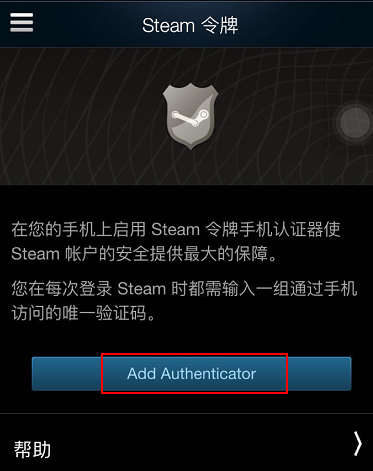 Steam 令牌
在您的手机上启用 Steam 令牌手机认证器使
Steam 帐户的安全提供最大的保障。
您在每次登录 Steam 时都需输入一组通过手机
访问的唯一验证码。
Add Authenticator
帮助